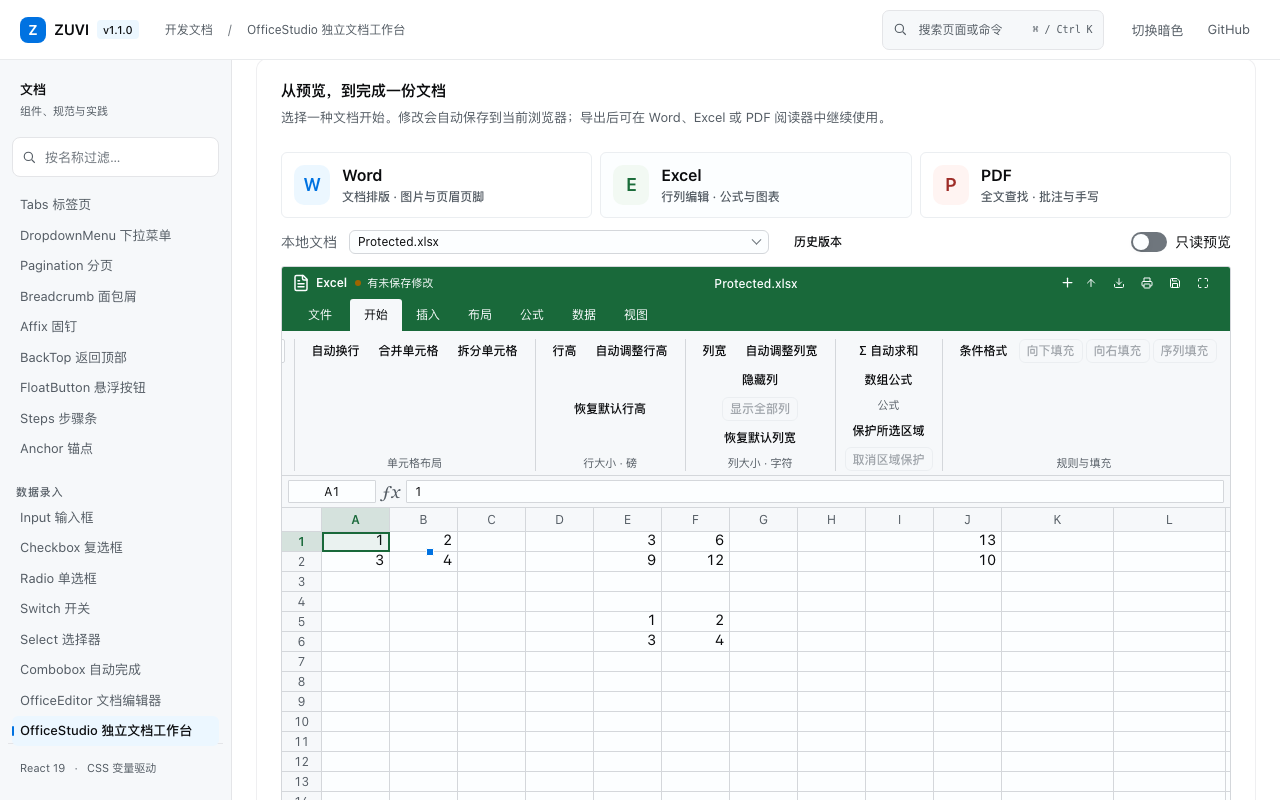 Z ZUVI v1.1.0 开发文档 / OfficeStudio 独立文档工作台 搜索页面或命令 ⌘ / Ctrl K 切换暗色 GitHub
文档
组件、规范与实践
按名称过滤...
Tabs 标签页
DropdownMenu 下拉菜单
Pagination 分页
Breadcrumb 面包屑
Affix 固钉
BackTop 返回顶部
FloatButton 悬浮按钮
Steps 步骤条
Anchor 锚点
数据录入
Input 输入框
Checkbox 复选框
Radio 单选框
Switch 开关
Select 选择器
Combobox 自动完成
OfficeEditor 文档编辑器
OfficeStudio 独立文档工作台
React 19 · CSS 变量驱动
从预览，到完成一份文档
选择一种文档开始。修改会自动保存到当前浏览器；导出后可在 Word、Excel 或 PDF 阅读器中继续使用。
W Word
文档排版 · 图片与页眉页脚
E Excel
行列编辑 · 公式与图表
P PDF
全文查找 · 批注与手写
本地文档 Protected.xlsx 历史版本 只读预览
Excel 有未保存修改 Protected.xlsx
文件 开始 插入 布局 公式 数据 视图
自动换行 合并单元格 拆分单元格
单元格布局
行高 自动调整行高
恢复默认行高
行大小 · 磅
列宽 自动调整列宽
隐藏列
显示全部列
恢复默认列宽
列大小 · 字符
Σ 自动求和
数组公式
公式
保护所选区域
取消区域保护
条件格式 向下填充 向右填充 序列填充
规则与填充
A1 fx 1
A B C D E F G H I J K L
1 1 2 3 6 13
2 3 4 9 12 10
3
4
5 1 2
6 3 4
7
8
9
10
11
12
13
14